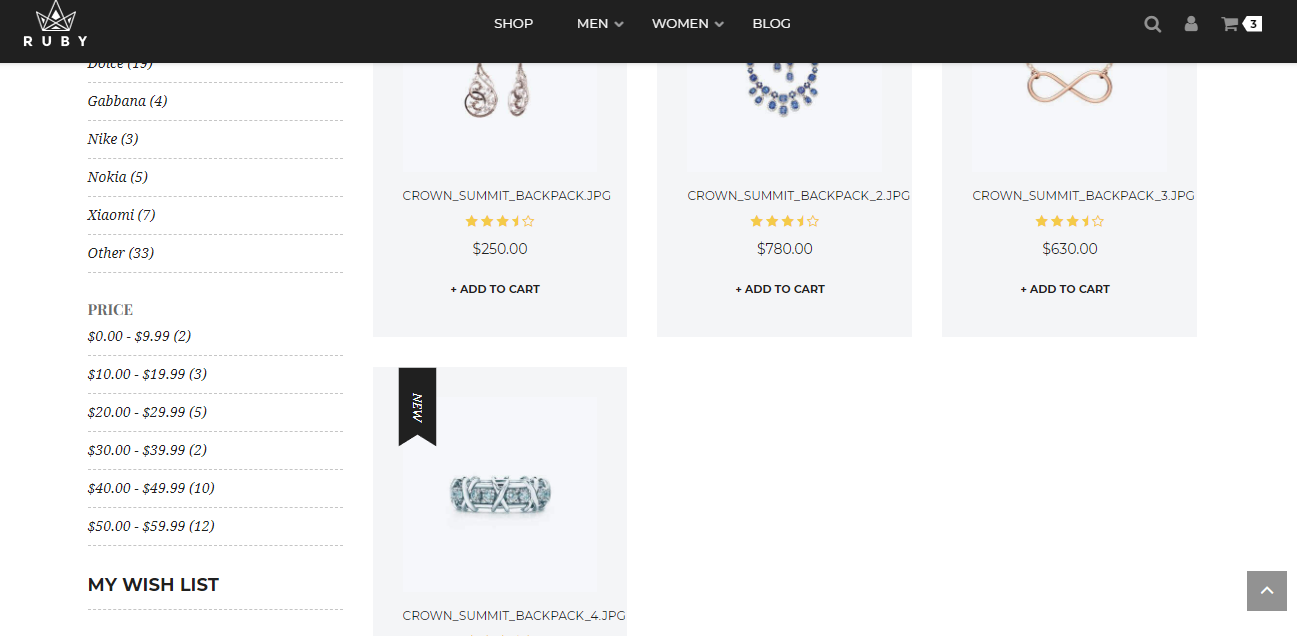 RUBY
SHOP MEN WOMEN BLOG
3
Dolce (19)
Gabbana (4)
Nike (3)
Nokia (5)
Xiaomi (7)
Other (33)
PRICE
$0.00 - $9.99 (2)
$10.00 - $19.99 (3)
$20.00 - $29.99 (5)
$30.00 - $39.99 (2)
$40.00 - $49.99 (10)
$50.00 - $59.99 (12)
MY WISH LIST
CROWN_SUMMIT_BACKPACK.JPG
$250.00
+ ADD TO CART
CROWN_SUMMIT_BACKPACK_2.JPG
$780.00
+ ADD TO CART
CROWN_SUMMIT_BACKPACK_3.JPG
$630.00
+ ADD TO CART
NEW
CROWN_SUMMIT_BACKPACK_4.JPG